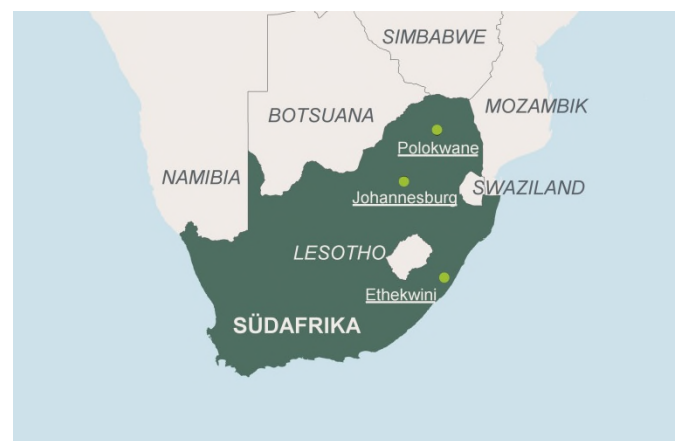 SIMBABWE
BOTSUANA
MOZAMBIK
Polokwane
NAMIBIA
Johannesburg
SWAZILAND
LESOTHO
Ethekwini
SÜDAFRIKA